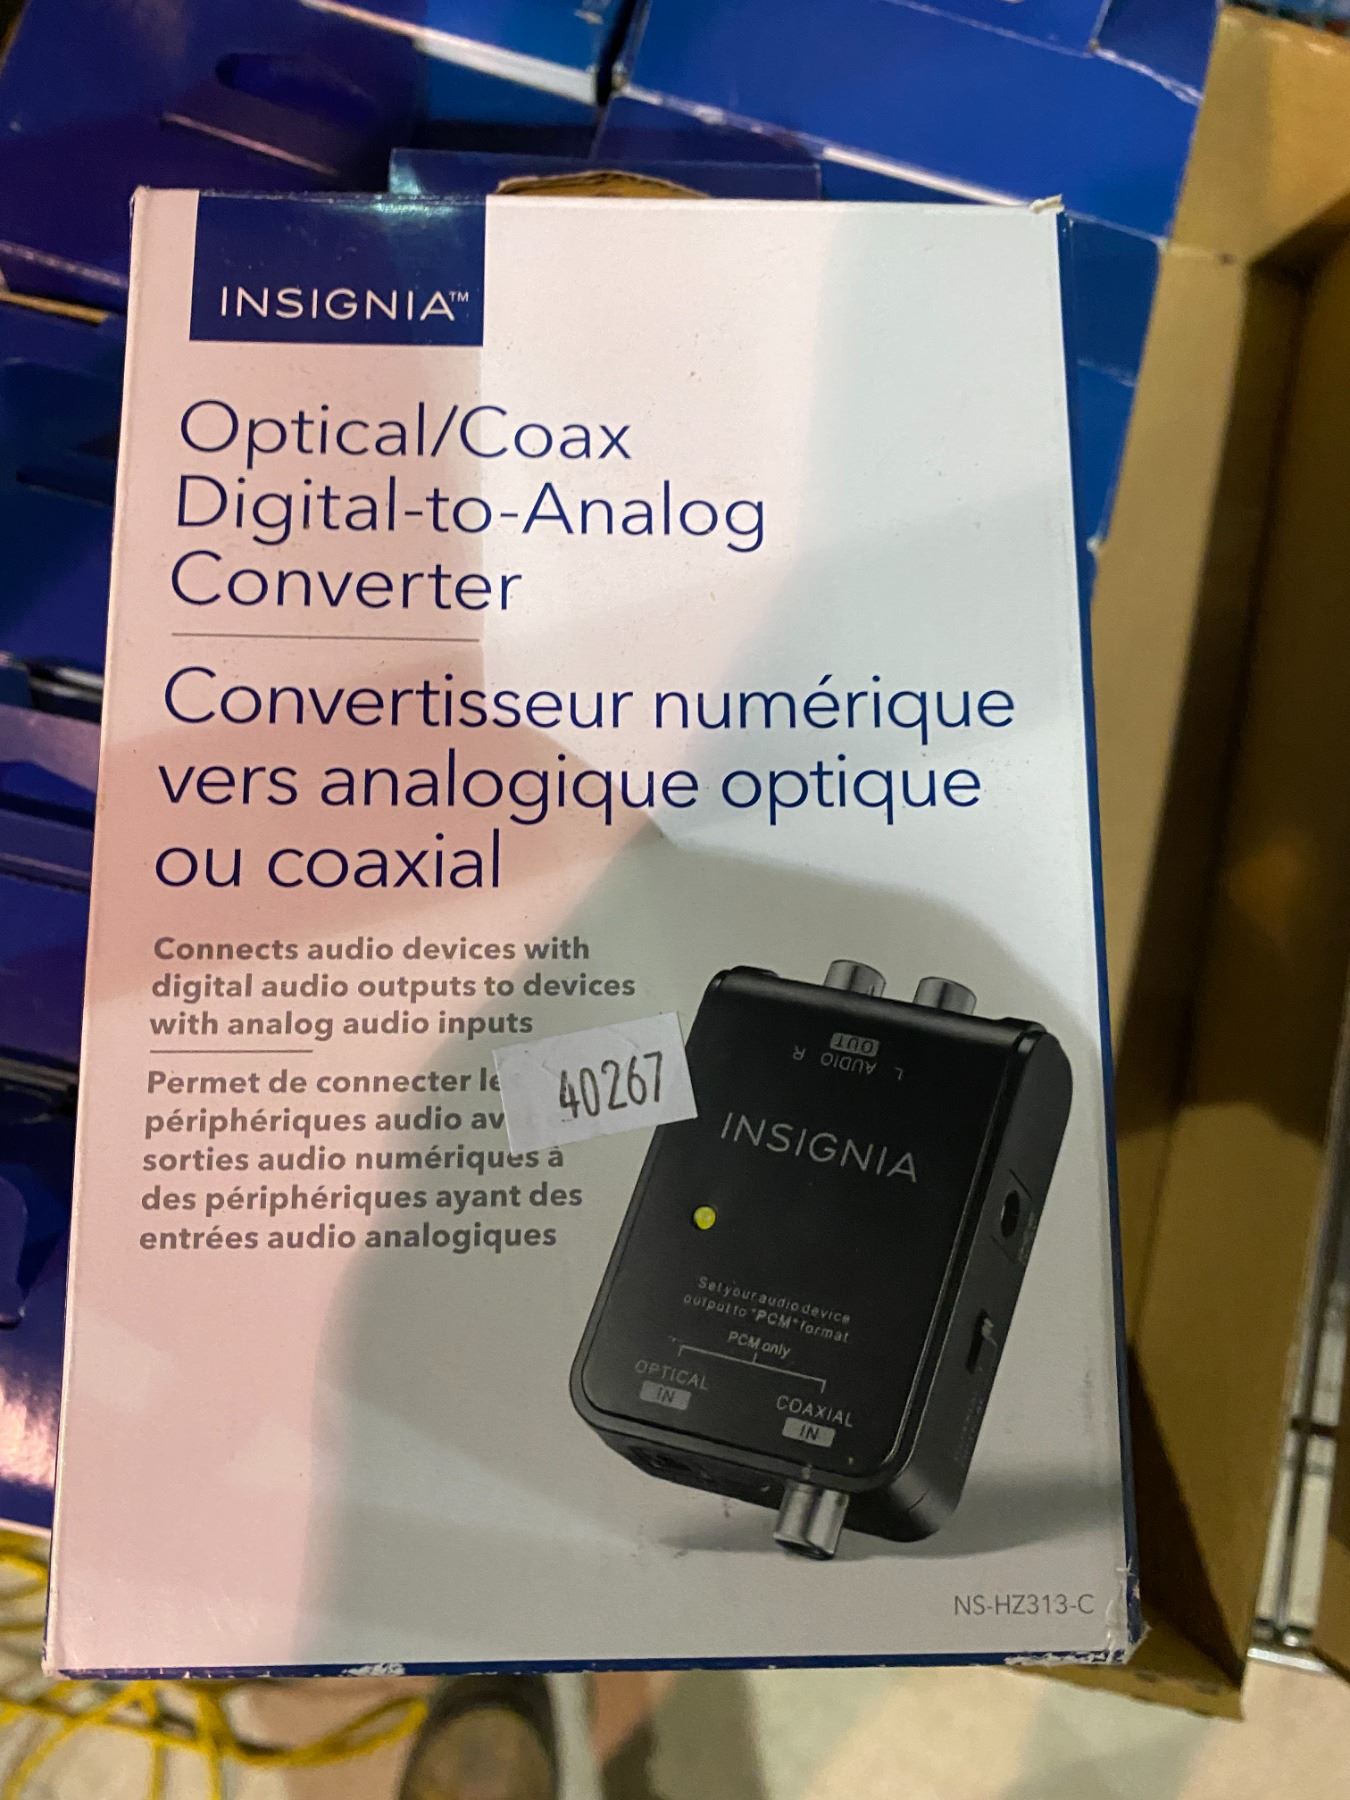 INSIGNIA™
Optical/Coax
Digital-to-Analog
Converter
Convertisseur numérique
vers analogique optique
ou coaxial
Connects audio devices with
digital audio outputs to devices
with analog audio inputs
Permet de connecter
périphériques audio
sorties audio numériques à
des périphériques ayant des
entrées audio analogiques
40267
L AUDIO R
OUT
INSIGNIA
Set your audio device
output to "PCM" format
PCM only
OPTICAL
IN
COAXIAL
IN
NS-HZ313-C